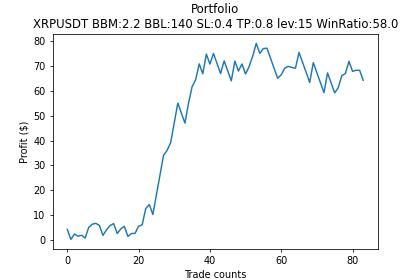 Portfolio
XRPUSDT BBM:2.2 BBL:140 SL:0.4 TP:0.8 lev:15 WinRatio:58.0
80
70
60
50
40
30
20
10
0
Profit ($)
0 20 40 60 80
Trade counts